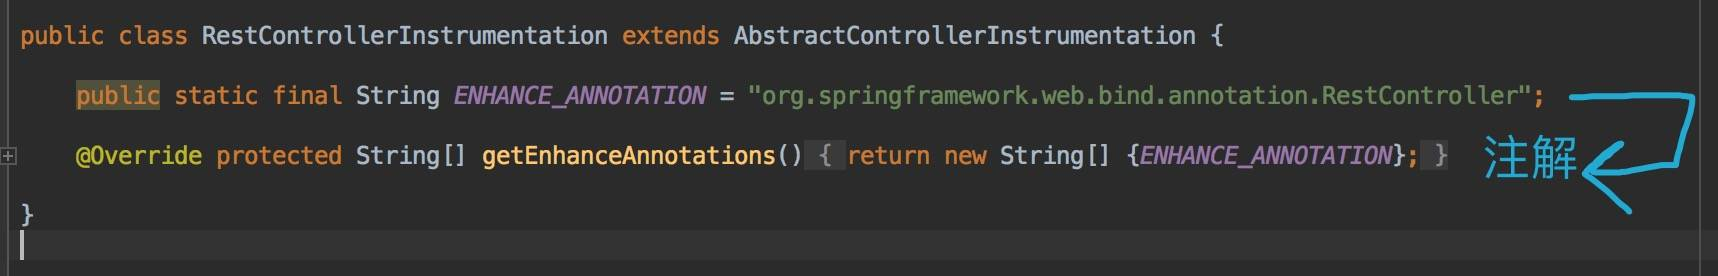 public class RestControllerInstrumentation extends AbstractControllerInstrumentation {
public static final String ENHANCE_ANNOTATION = "org.springframework.web.bind.annotation.RestController";
@Override protected String[] getEnhanceAnnotations() { return new String[] {ENHANCE_ANNOTATION}; } 注解
}